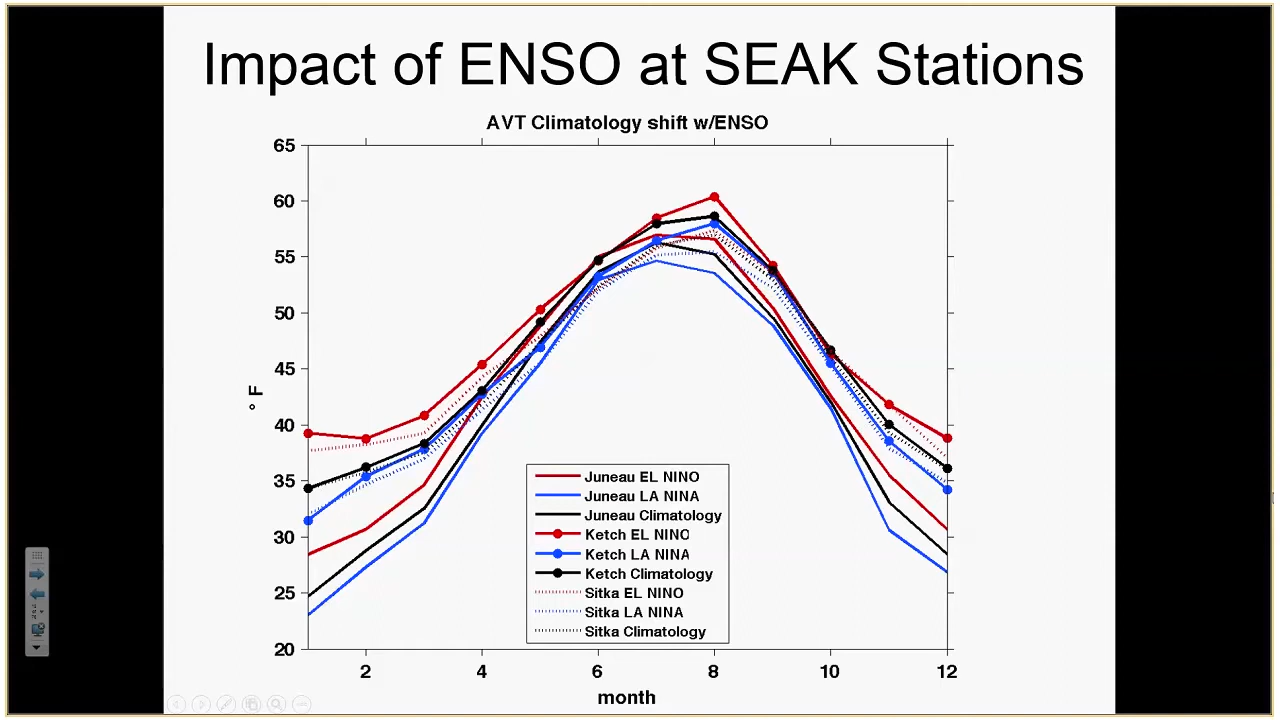 Impact of ENSO at SEAK Stations
AVT Climatology shift w/ENSO
65
60
55
50
45
40
35
30
25
20
° F
Juneau EL NINO
Juneau LA NINA
Juneau Climatology
Ketch EL NINO
Ketch LA NINA
Ketch Climatology
Sitka EL NINO
Sitka LA NINA
Sitka Climatology
2 4 6 8 10 12
month